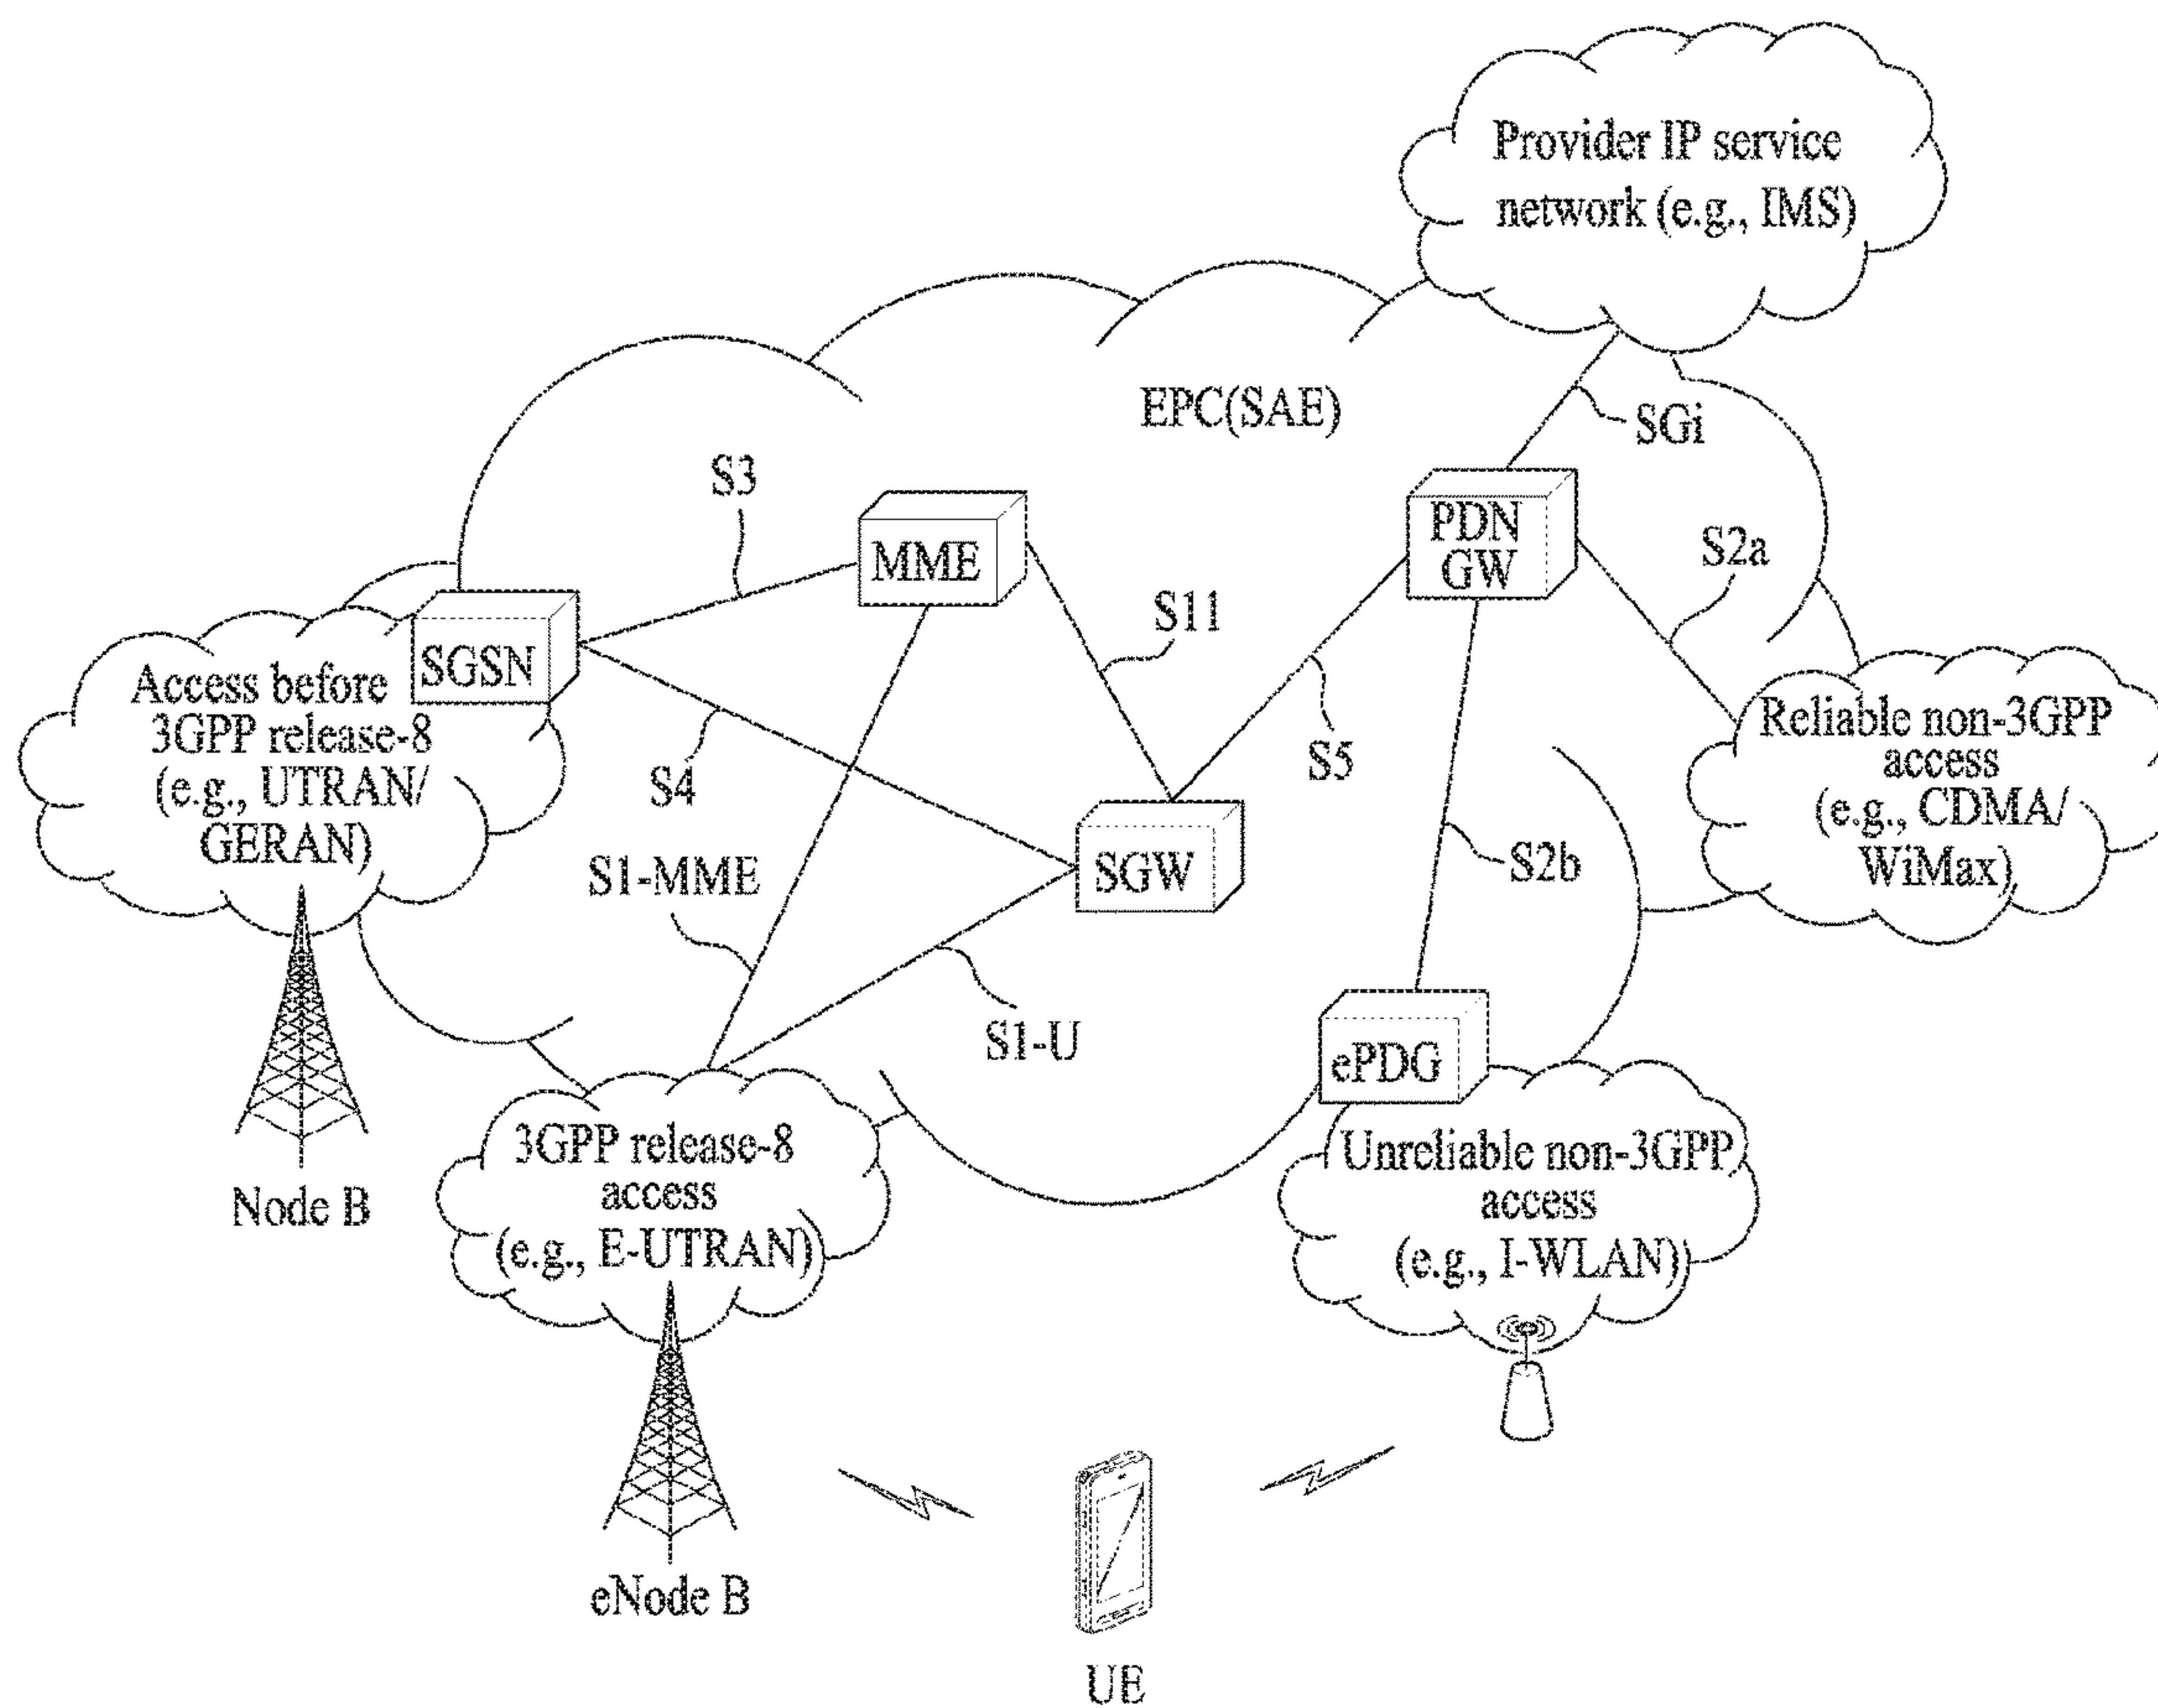 Provider IP service
network (e.g., IMS)
EPC(SAE)
SGi
S3
MME
PDN
GW
S2a
S11
SGSN
Access before
3GPP release-8
(e.g., UTRAN/
GERAN)
S4
S5
Reliable non-3GPP
access
(e.g., CDMA/
WiMax)
S1-MME
SGW
S2b
S1-U
ePDG
Node B
3GPP release-8
access
(e.g., E-UTRAN)
Unreliable non-3GPP
access
(e.g., I-WLAN)
eNode B
UE